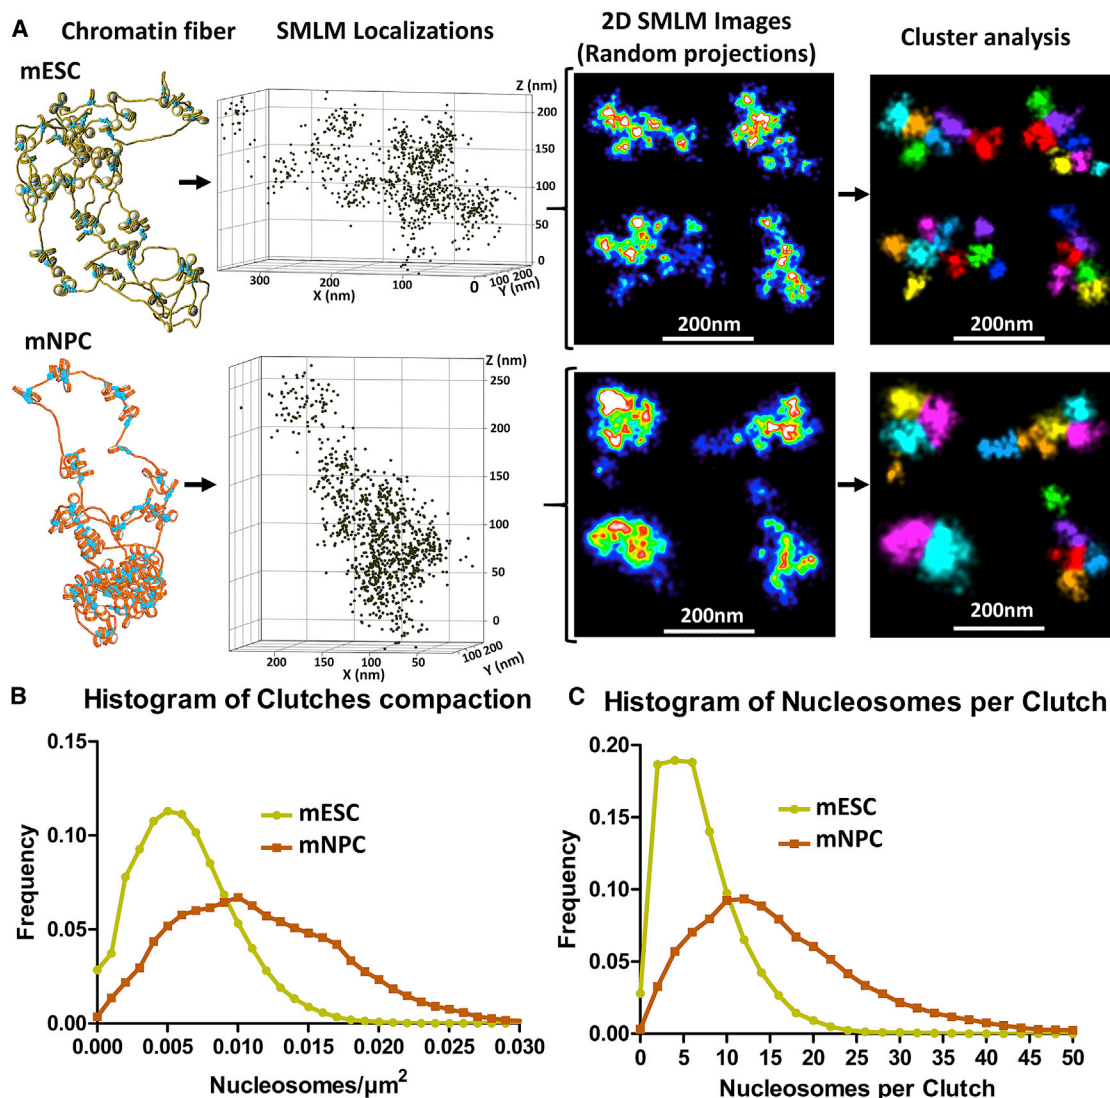 A
Chromatin fiber
SMLM Localizations
2D SMLM Images
(Random projections)
Cluster analysis
mESC
Z (nm)
200
150
100
50
0
300
200
100
0
X (nm)
100 200
Y (nm)
200nm
200nm
mNPC
Z (nm)
250
200
150
100
50
0
200
150
100
50
X (nm)
100 200
Y (nm)
200nm
200nm
B
Histogram of Clutches compaction
0.15
0.10
0.05
0.00
Frequency
mESC
mNPC
0.000
0.005
0.010
0.015
0.020
0.025
0.030
Nucleosomes/µm²
C
Histogram of Nucleosomes per Clutch
0.20
0.15
0.10
0.05
0.00
Frequency
mESC
mNPC
0
5
10
15
20
25
30
35
40
45
50
Nucleosomes per Clutch